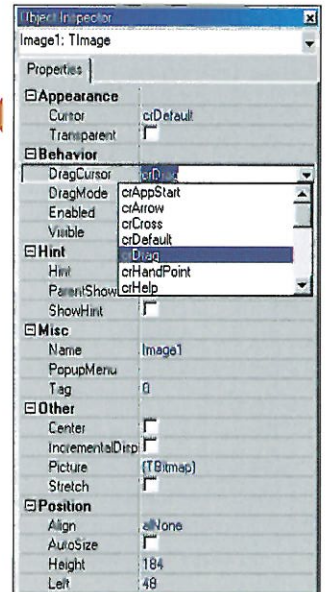 Object Inspector
Image1: TImage
Properties
Appearance
Cursor crDefault
Transparent
Behavior
DragCursor crDrag
DragMode crAppStart
Enabled crArrow
crCross
Visible crDefault
Hint crDrag
Hint crHandPoint
ParentShow crHelp
ShowHint
Misc
Name Image1
PopupMenu
Tag 0
Other
Center
IncrementalDisp
Picture (TBitmap)
Stretch
Position
Align alNone
AutoSize
Height 184
Left 48